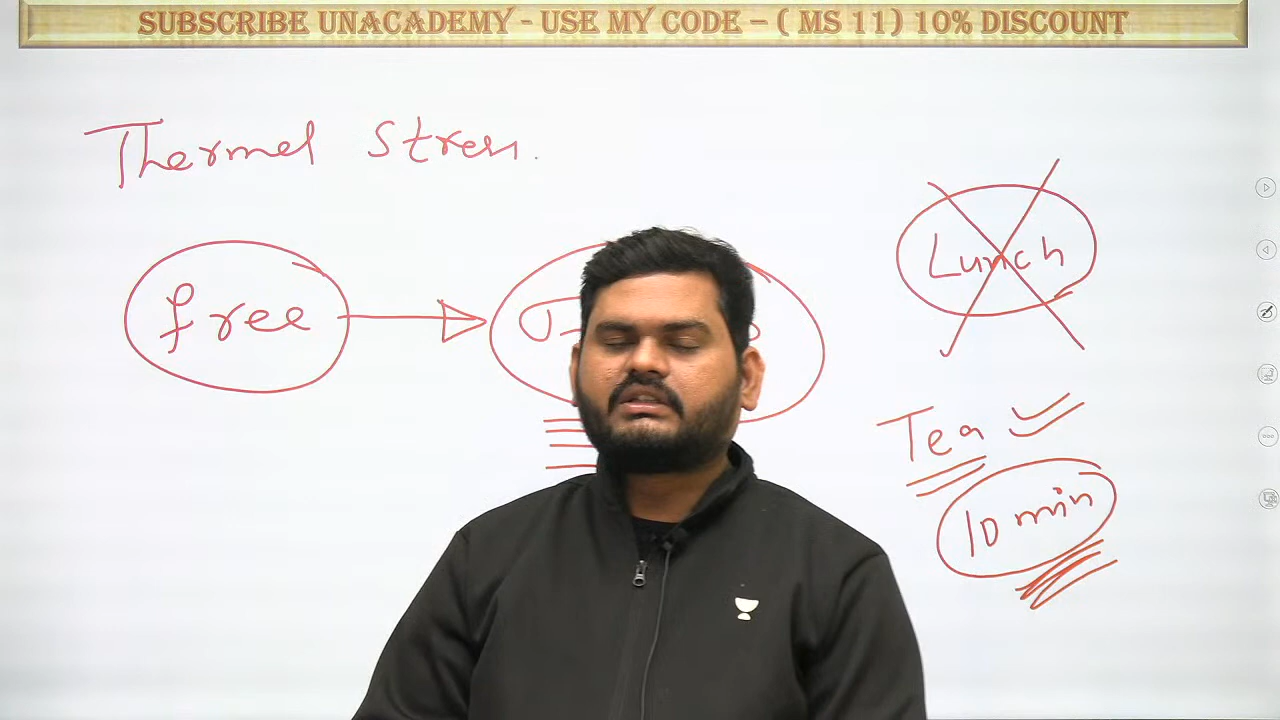 SUBSCRIBE UNACADEMY - USE MY CODE – ( MS 11) 10% DISCOUNT
Thermal Stress.
free
Lunch
Tea
10 min